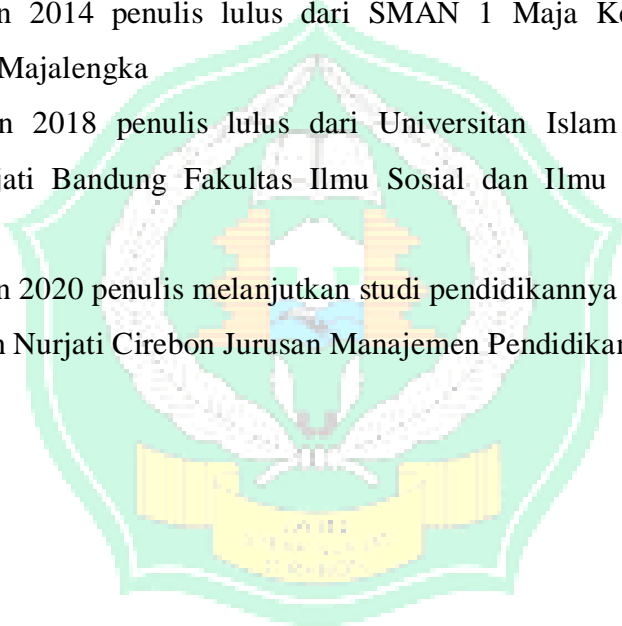 n 2014 penulis lulus dari SMAN 1 Maja Ke
Majalengka
n 2018 penulis lulus dari Universitan Islam
jati Bandung Fakultas Ilmu Sosial dan Ilmu
n 2020 penulis melanjutkan studi pendidikannya
n Nurjati Cirebon Jurusan Manajemen Pendidikan